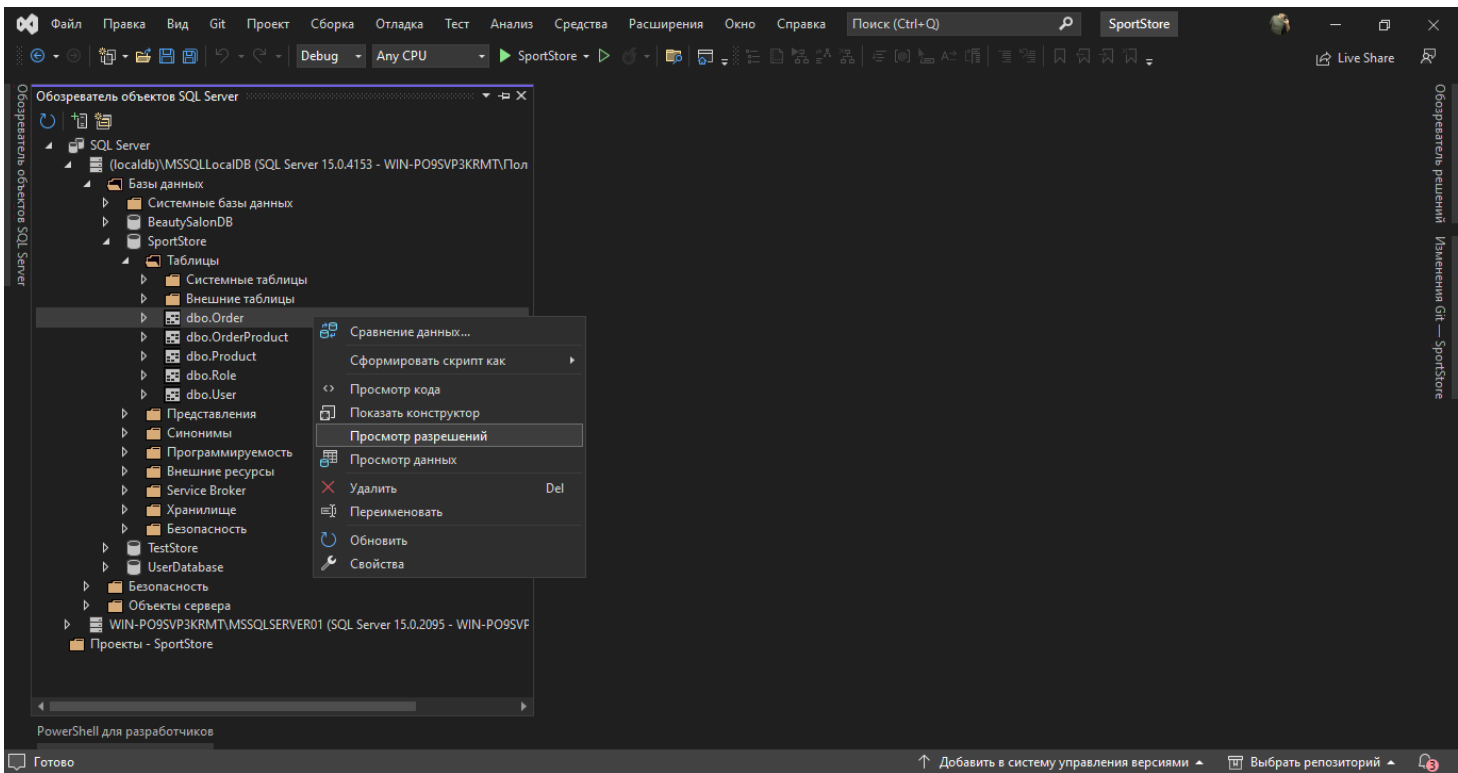 Файл Правка Вид Git Проект Сборка Отладка Тест Анализ Средства Расширения Окно Справка Поиск (Ctrl+Q) SportStore
Debug Any CPU SportStore Live Share
Обозреватель объектов SQL Server
Обозреватель объектов SQL Server
SQL Server
(localdb)\MSSQLLocalDB (SQL Server 15.0.4153 - WIN-PO9SVP3KRMT\Пол
Базы данных
Системные базы данных
BeautySalonDB
SportStore
Таблицы
Системные таблицы
Внешние таблицы
dbo.Order
dbo.OrderProduct
dbo.Product
dbo.Role
dbo.User
Представления
Синонимы
Программируемость
Внешние ресурсы
Service Broker
Хранилище
Безопасность
TestStore
UserDatabase
Безопасность
Объекты сервера
WIN-PO9SVP3KRMT\MSSQLSERVER01 (SQL Server 15.0.2095 - WIN-PO9SVP
Проекты - SportStore
Сравнение данных...
Сформировать скрипт как
Просмотр кода
Показать конструктор
Просмотр разрешений
Просмотр данных
Удалить Del
Переименовать
Обновить
Свойства
Обозреватель решений
Изменения Git — SportStore
PowerShell для разработчиков
Готово Добавить в систему управления версиями Выбрать репозиторий 3